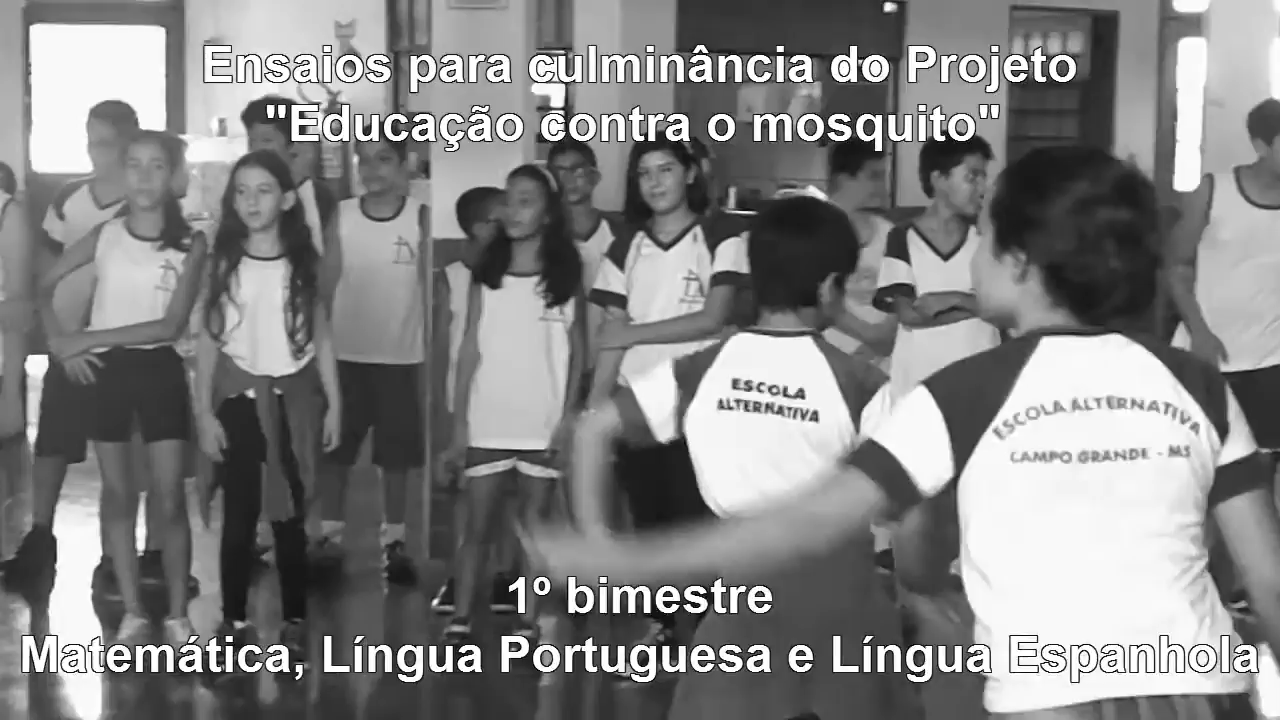 Ensaios para culminância do Projeto
"Educação contra o mosquito"
ESCOLA
ALTERNATIVA
ESCOLA ALTERNATIVA
CAMPO GRANDE - MS
1º bimestre
Matemática, Língua Portuguesa e Língua Espanhola